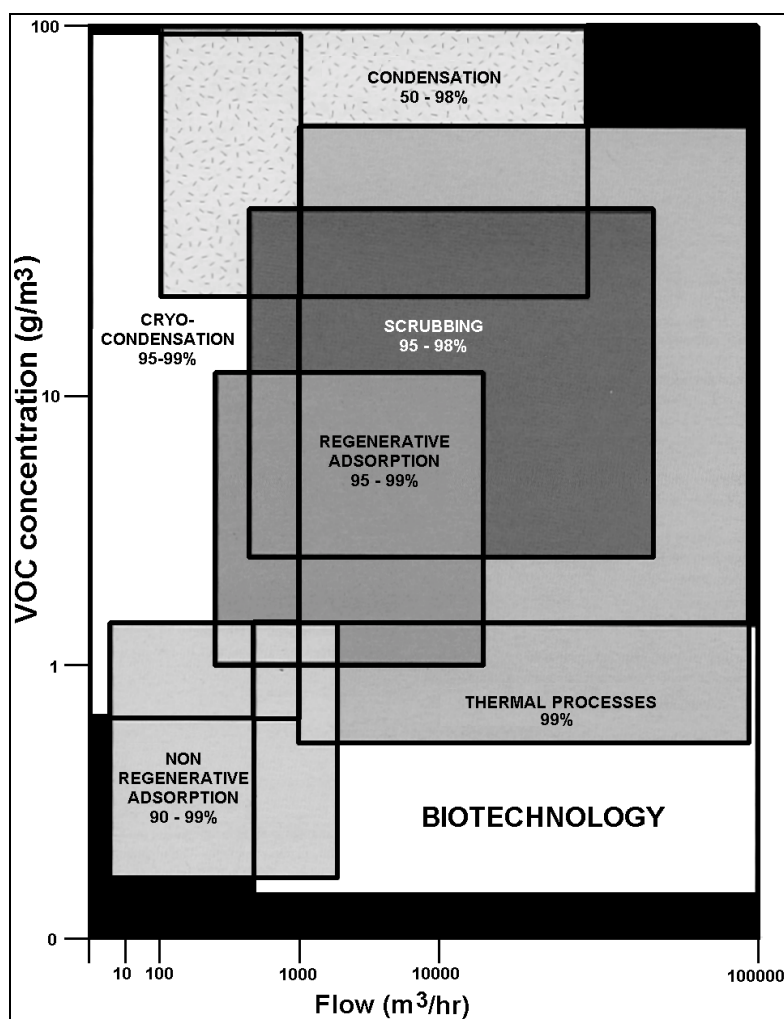 100
CONDENSATION
50 - 98%
CRYO-
CONDENSATION
95-99%
SCRUBBING
95 - 98%
VOC concentration (g/m3)
10
REGENERATIVE
ADSORPTION
95 - 99%
1
THERMAL PROCESSES
99%
NON
REGENERATIVE
ADSORPTION
90 - 99%
BIOTECHNOLOGY
0
10 100 1000 10000 100000
Flow (m3/hr)